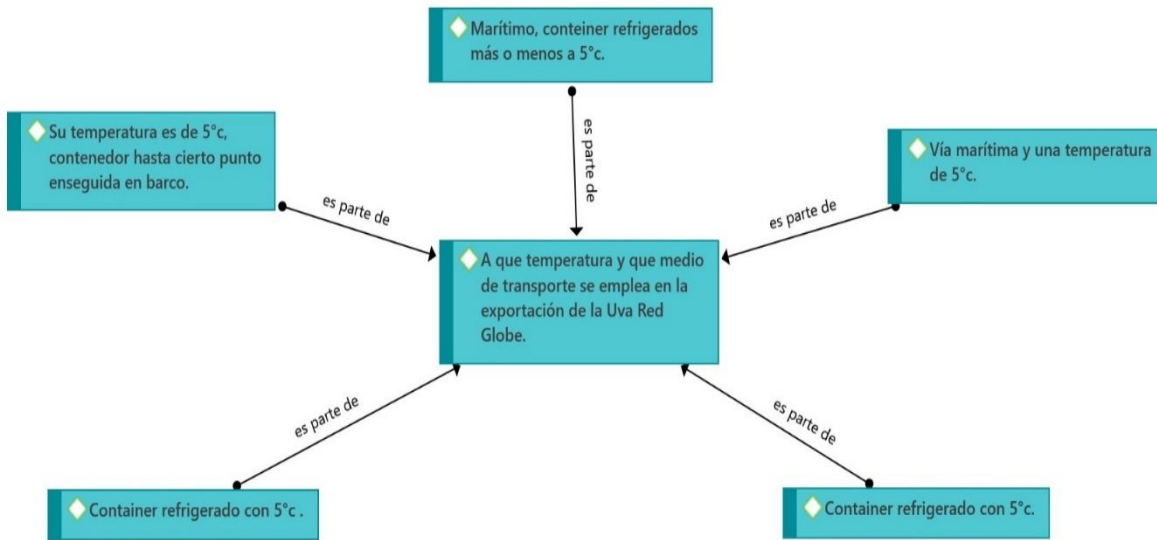 Marítimo, conteiner refrigerados
más o menos a 5°c.
es parte de
Su temperatura es de 5°c,
contenedor hasta cierto punto
enseguida en barco.
es parte de
Vía marítima y una temperatura
de 5°c.
es parte de
A que temperatura y que medio
de transporte se emplea en la
exportación de la Uva Red
Globe.
es parte de
es parte de
Container refrigerado con 5°c .
Container refrigerado con 5°c.